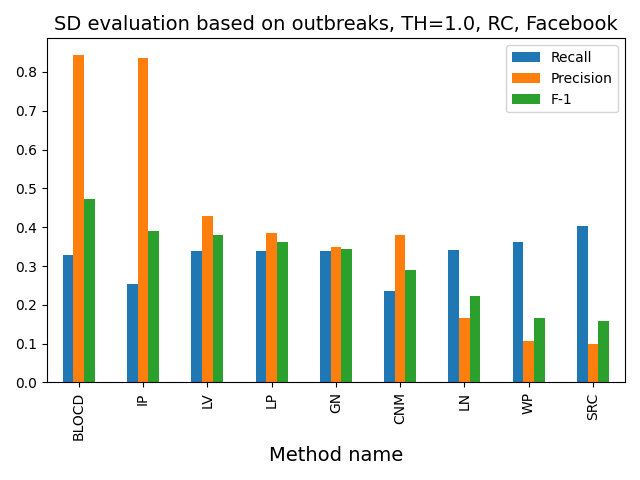 SD evaluation based on outbreaks, TH=1.0, RC, Facebook
Recall
Precision
F-1
0.8
0.7
0.6
0.5
0.4
0.3
0.2
0.1
0.0
BLOCD
IP
LV
LP
GN
CNM
LN
WP
SRC
Method name